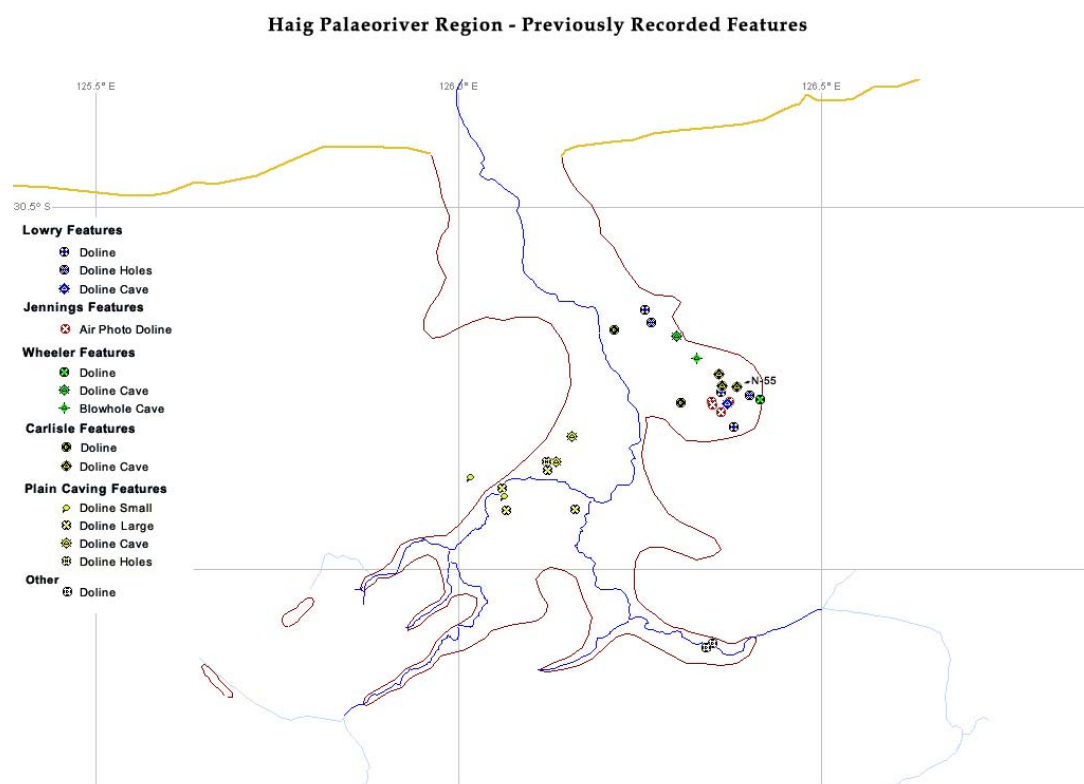 Haig Palaeoriver Region - Previously Recorded Features
125.5° E
126.5° E
30.5° S
Lowry Features
Doline
Doline Holes
Doline Cave
Jennings Features
Air Photo Doline
Wheeler Features
Doline
Doline Cave
Blowhole Cave
N-55
Carlisle Features
Doline
Doline Cave
Plain Caving Features
Doline Small
Doline Large
Doline Cave
Doline Holes
Other
Doline